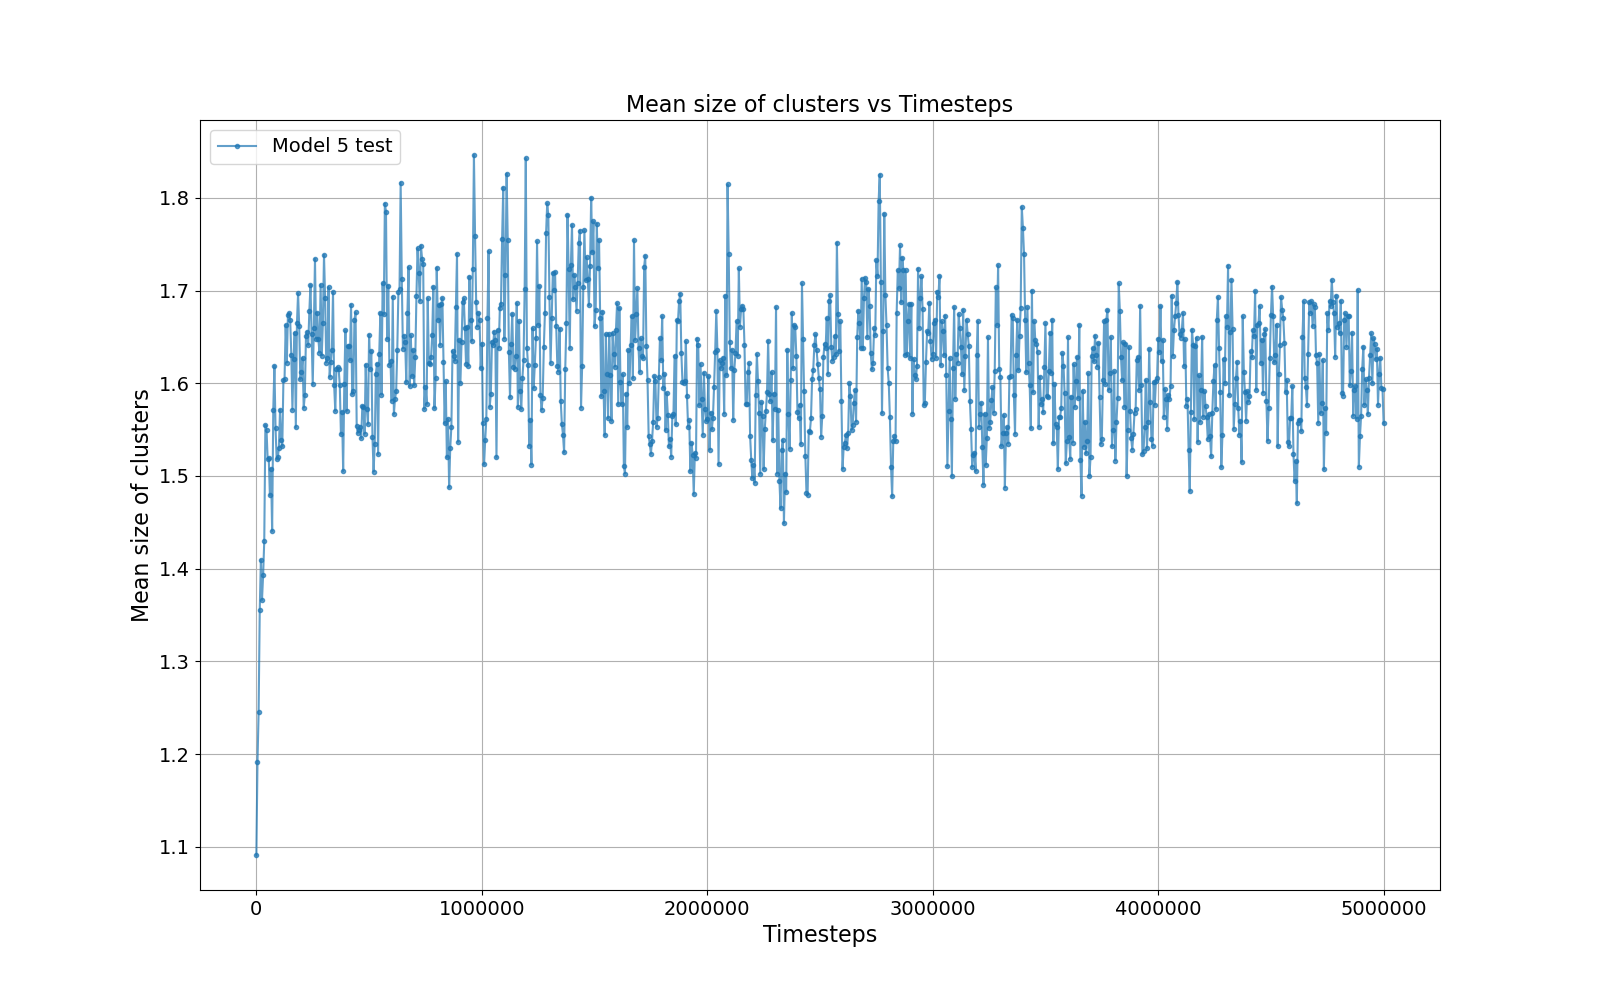 Mean size of clusters vs Timesteps
Model 5 test
Mean size of clusters
1.8
1.7
1.6
1.5
1.4
1.3
1.2
1.1
0 1000000 2000000 3000000 4000000 5000000
Timesteps